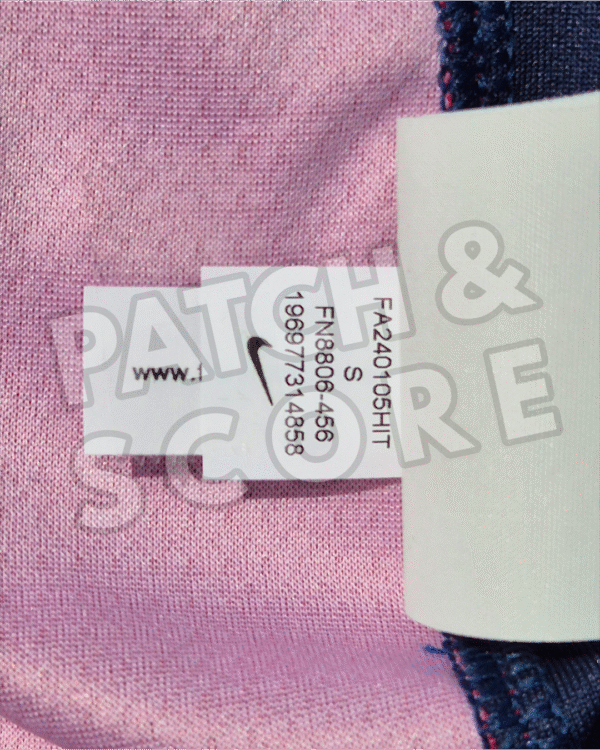 PATCH &
SCORE
www.
FA240105HIT
S
FN8806-456
196977314858